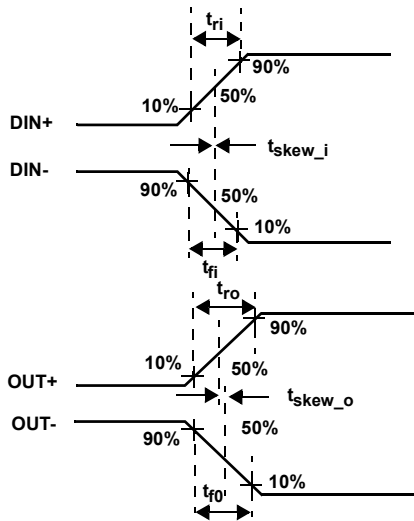 tri
90%
10%
50%
DIN+
tskew_i
DIN-
90%
50%
10%
tfi
tro
90%
10%
50%
OUT+
tskew_o
OUT-
90%
50%
10%
tf0